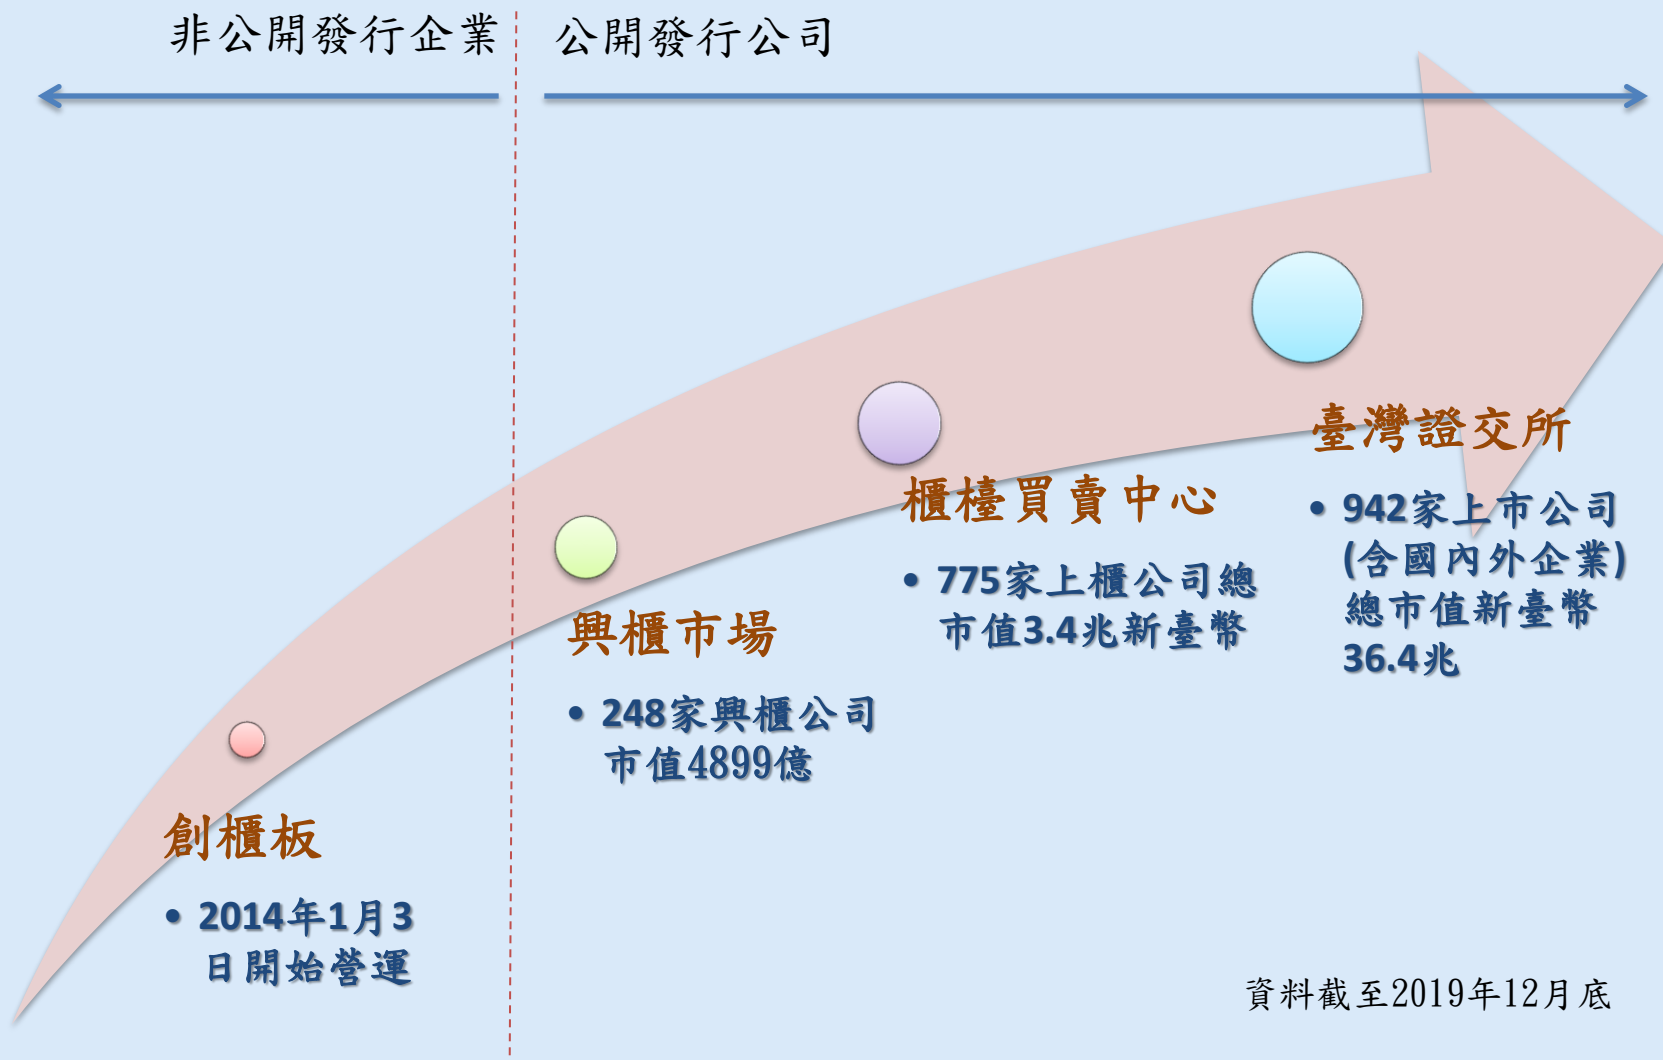 非公開發行企業
公開發行公司
臺灣證交所
• 942家上市公司
(含國內外企業)
總市值新臺幣
36.4兆
櫃檯買賣中心
• 775家上櫃公司總
市值3.4兆新臺幣
興櫃市場
• 248家興櫃公司
市值4899億
創櫃板
• 2014年1月3
日開始營運
資料截至2019年12月底